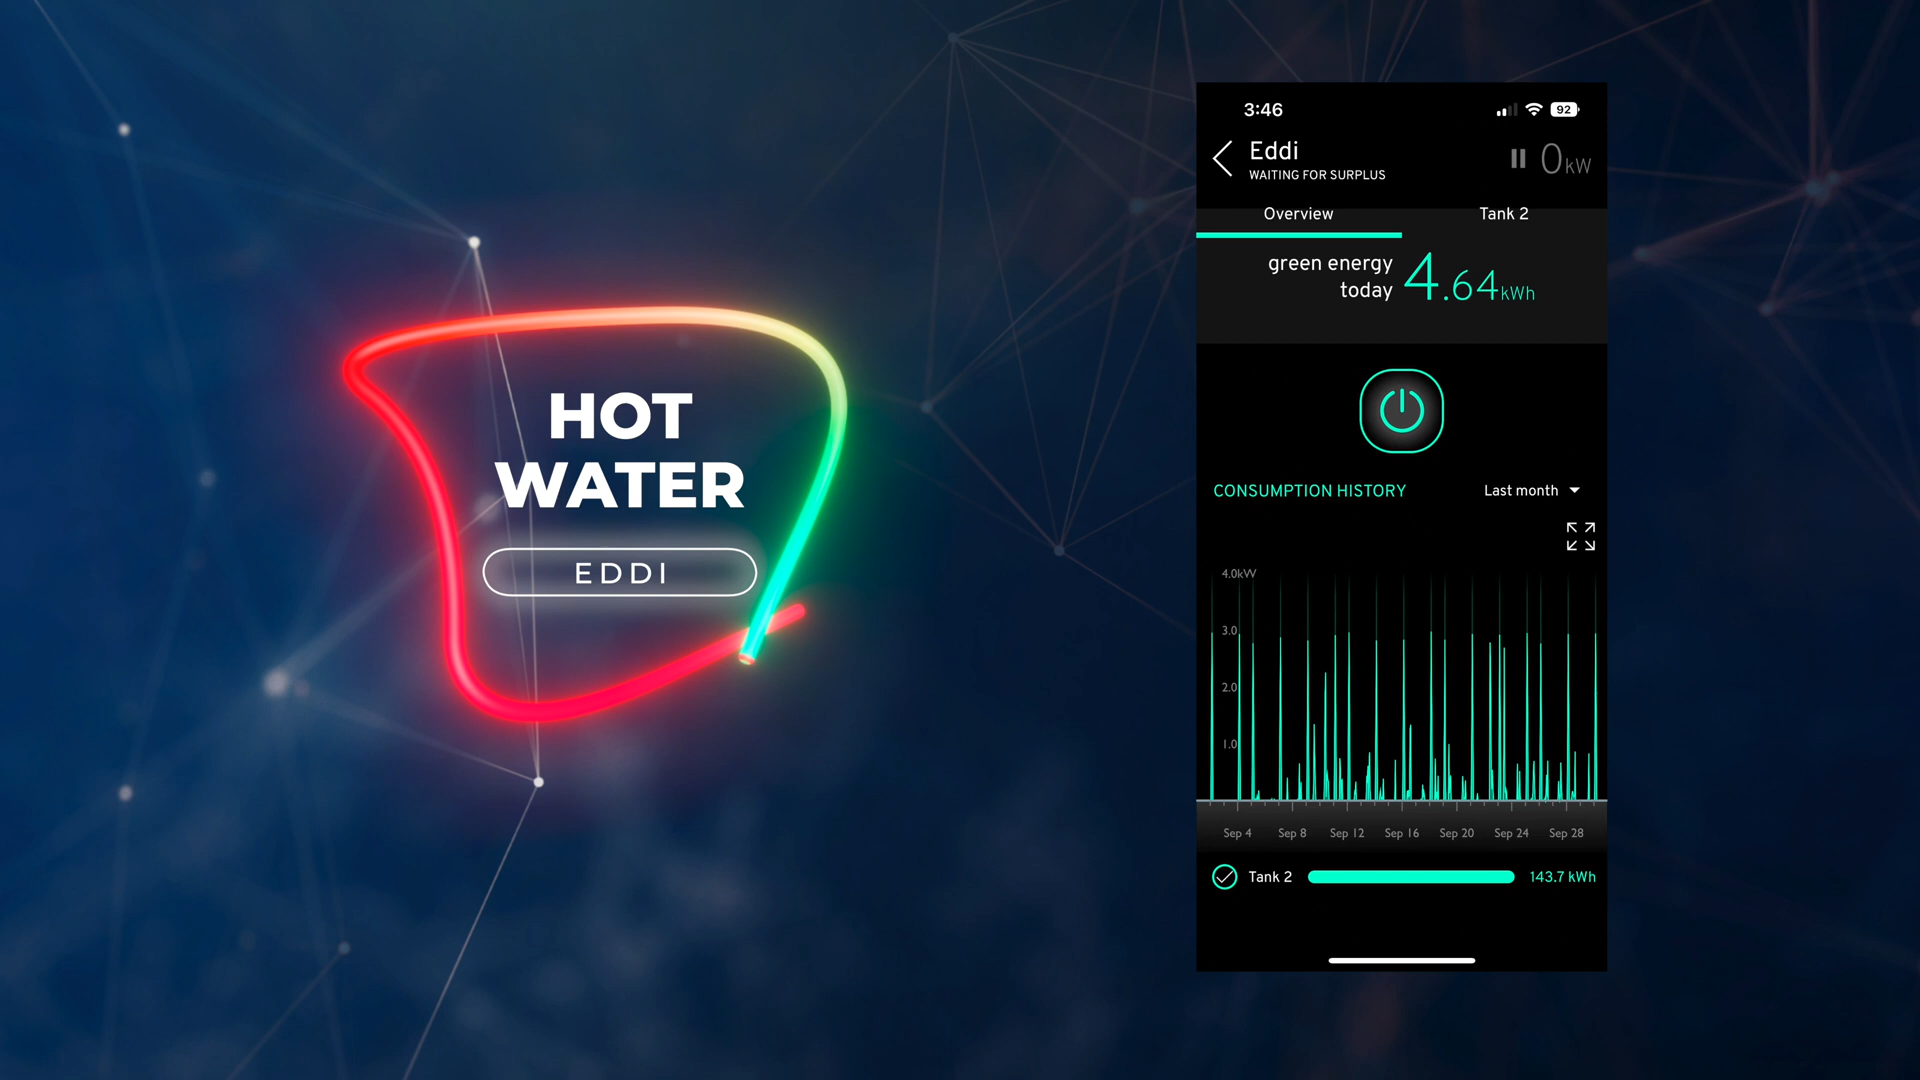 HOT
WATER
EDDI
3:46
92
Eddi
0kW
WAITING FOR SURPLUS
Overview Tank 2
green energy
today
4.64kWh
CONSUMPTION HISTORY Last month
4.0kW
3.0
2.0
1.0
Sep 4 Sep 8 Sep 12 Sep 16 Sep 20 Sep 24 Sep 28
Tank 2 143.7 kWh